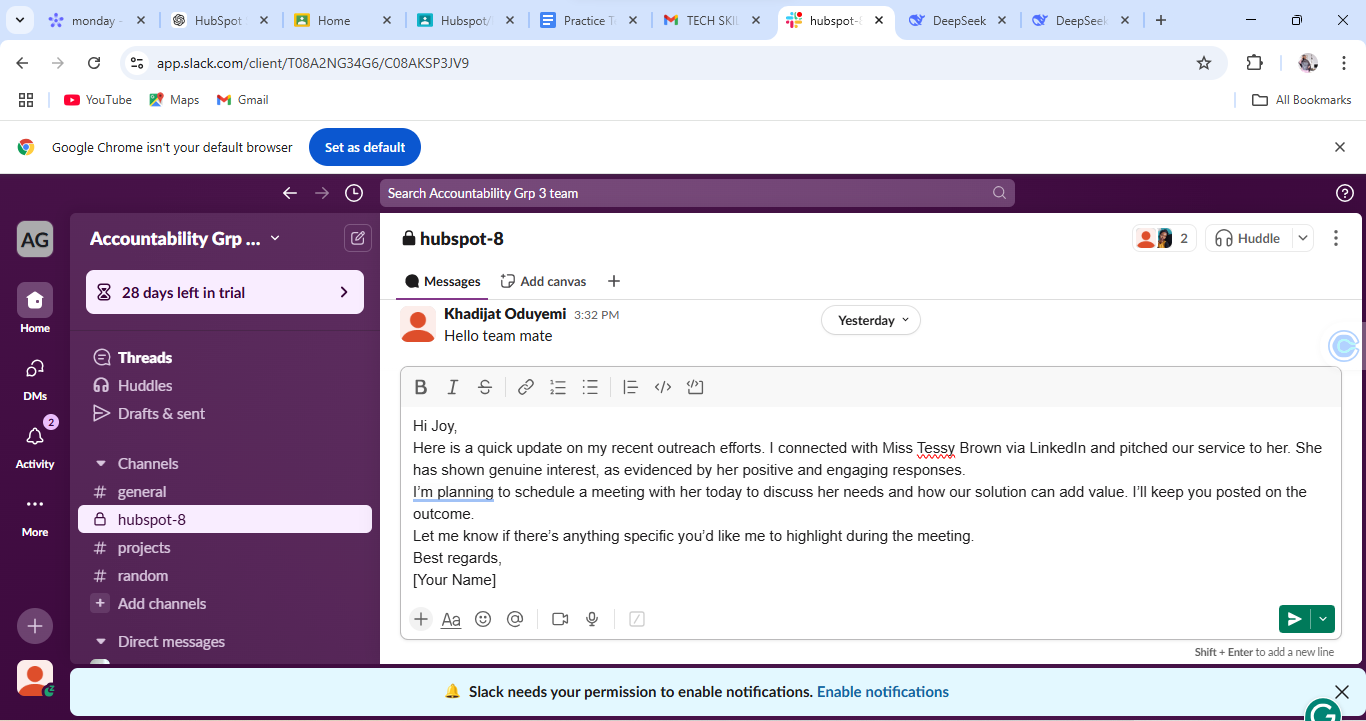 monday
HubSpot
Home
Hubspot/
Practice T
TECH SKIL
hubspot-8
DeepSeek
DeepSeek
app.slack.com/client/T08A2NG34G6/C08AKSP3JV9
YouTube
Maps
Gmail
All Bookmarks
Google Chrome isn't your default browser
Set as default
Search Accountability Grp 3 team
AG
Accountability Grp ...
28 days left in trial
Home
DMs
2
Activity
More
Threads
Huddles
Drafts & sent
Channels
# general
hubspot-8
# projects
# random
+ Add channels
Direct messages
hubspot-8
2
Huddle
Messages
Add canvas
Khadijat Oduyemi 3:32 PM
Hello team mate
Yesterday
Hi Joy,
Here is a quick update on my recent outreach efforts. I connected with Miss Tessy Brown via LinkedIn and pitched our service to her. She
has shown genuine interest, as evidenced by her positive and engaging responses.
I’m planning to schedule a meeting with her today to discuss her needs and how our solution can add value. I’ll keep you posted on the
outcome.
Let me know if there’s anything specific you’d like me to highlight during the meeting.
Best regards,
[Your Name]
Aa
Shift + Enter to add a new line
Slack needs your permission to enable notifications. Enable notifications